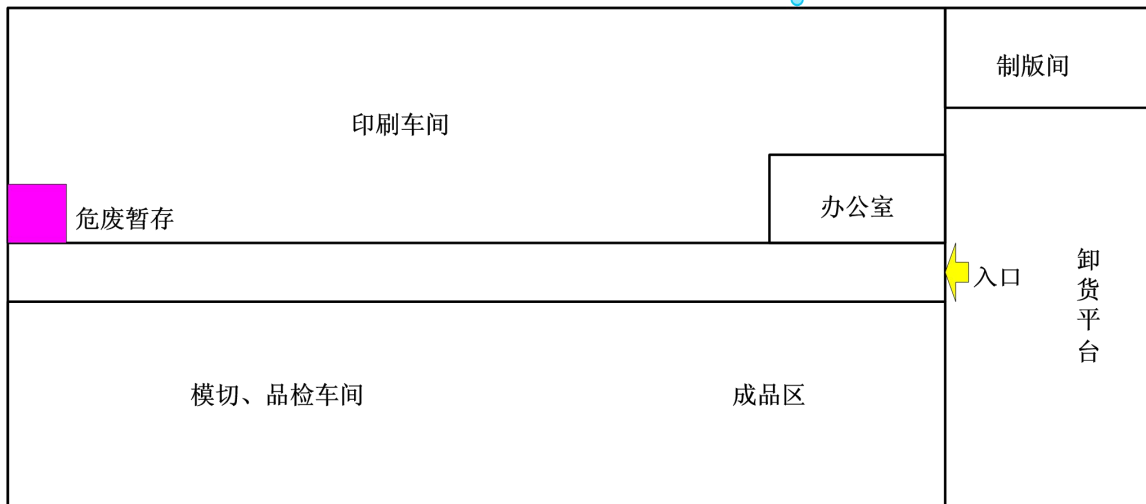 制版间
印刷车间
办公室
危废暂存
入口
卸货平台
模切、品检车间
成品区